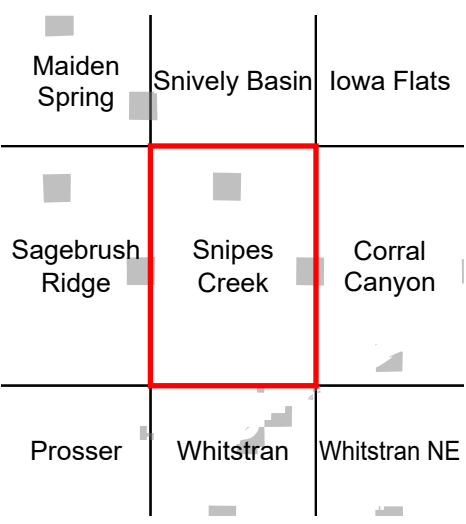 Maiden
Spring
Snively Basin
Iowa Flats
Sagebrush
Ridge
Snipes
Creek
Corral
Canyon
Prosser
Whitstran
Whitstran NE